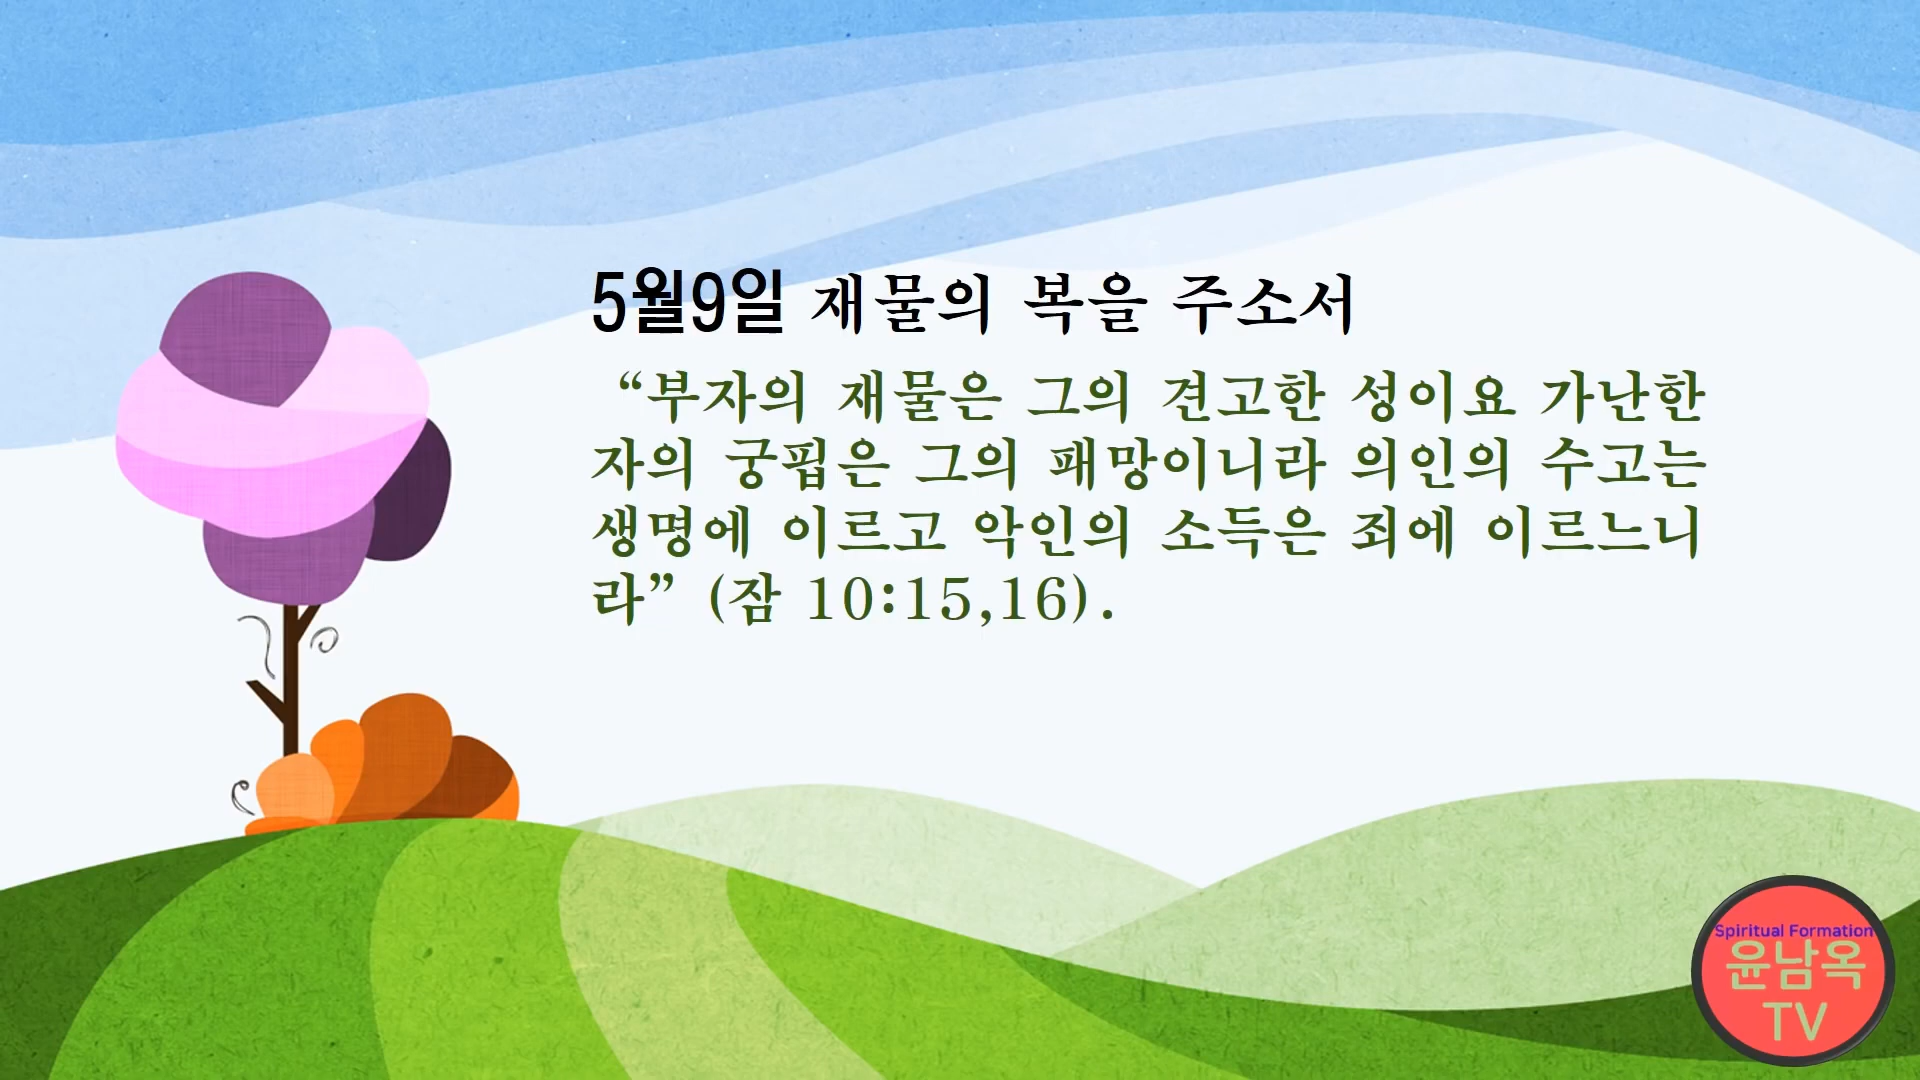 5월9일 재물의 복을 주소서
“부자의 재물은 그의 견고한 성이요 가난한
자의 궁핍은 그의 패망이니라 의인의 수고는
생명에 이르고 악인의 소득은 죄에 이르느니
라” (잠 10:15,16).
Spiritual Formation
윤남옥
TV